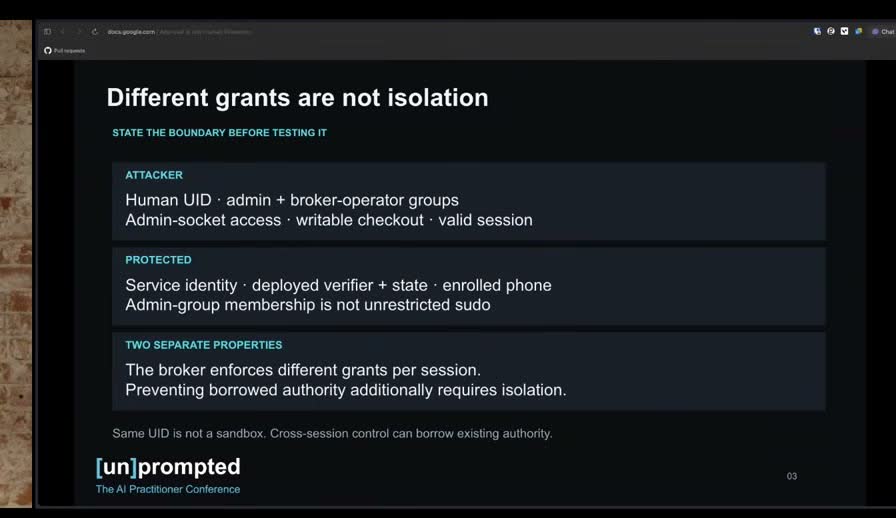 docs.google.com
Chat
Pull requests
Different grants are not isolation
STATE THE BOUNDARY BEFORE TESTING IT
ATTACKER
Human UID · admin + broker-operator groups
Admin-socket access · writable checkout · valid session
PROTECTED
Service identity · deployed verifier + state · enrolled phone
Admin-group membership is not unrestricted sudo
TWO SEPARATE PROPERTIES
The broker enforces different grants per session.
Preventing borrowed authority additionally requires isolation.
Same UID is not a sandbox. Cross-session control can borrow existing authority.
[un]prompted
The AI Practitioner Conference
03